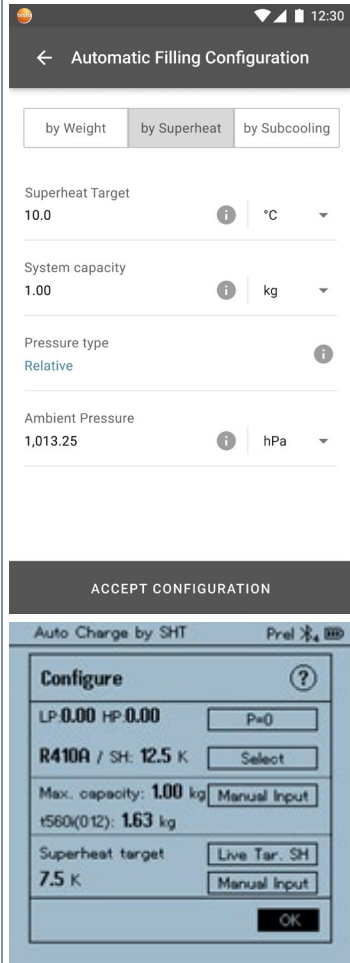 testo 12:30
Automatic Filling Configuration
by Weight by Superheat by Subcooling
Superheat Target
10.0 °C
System capacity
1.00 kg
Pressure type
Relative
Ambient Pressure
1,013.25 hPa
ACCEPT CONFIGURATION
Auto Charge by SHT Prel 4
Configure ?
LP:0.00 HP:0.00 P=0
R410A / SH: 12.5 K Select
Max. capacity: 1.00 kg Manual Input
t560i(012): 1.63 kg
Superheat target Live Tar. SH
7.5 K Manual Input
OK